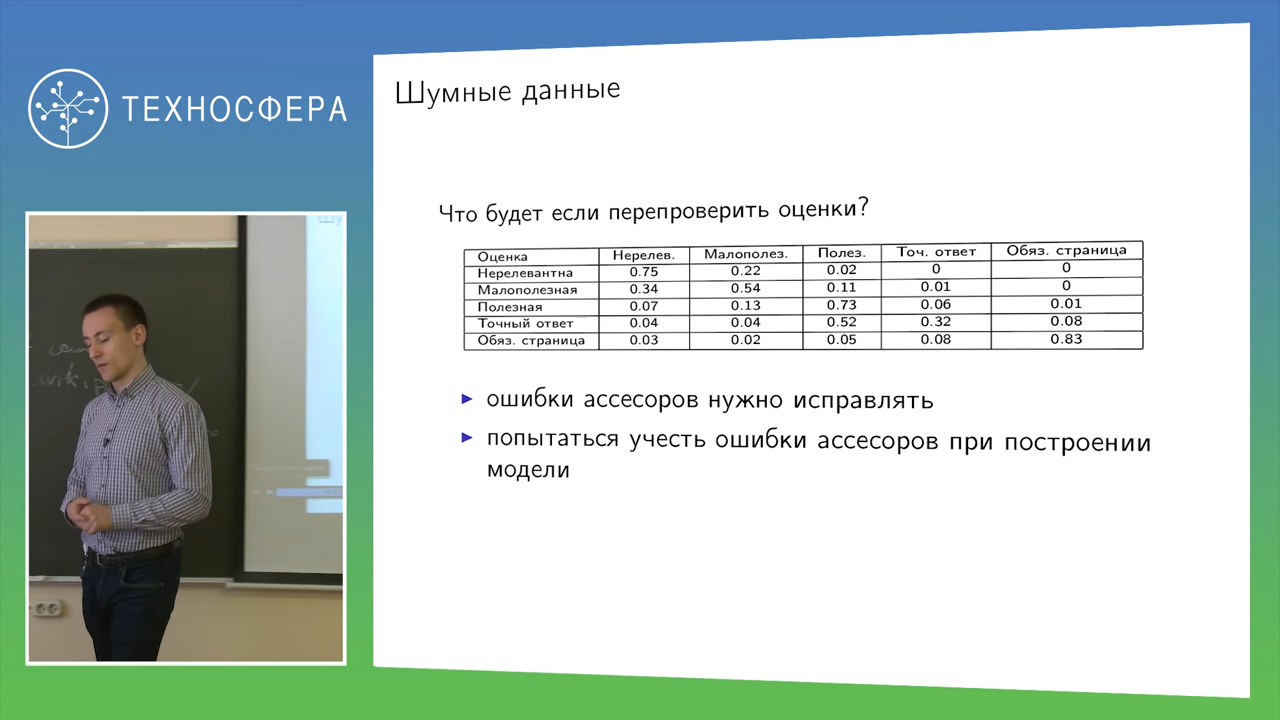 ТЕХНОСФЕРА
Шумные данные
Что будет если перепроверить оценки?
Оценка Нерелев. Малополез. Полез. Точ. ответ Обяз. страница
Нерелевантна 0.75 0.22 0.02 0 0
Малополезная 0.34 0.54 0.11 0.01 0
Полезная 0.07 0.13 0.73 0.06 0.01
Точный ответ 0.04 0.04 0.52 0.32 0.08
Обяз. страница 0.03 0.02 0.05 0.08 0.83
ошибки ассесоров нужно исправлять
попытаться учесть ошибки ассесоров при построении
модели